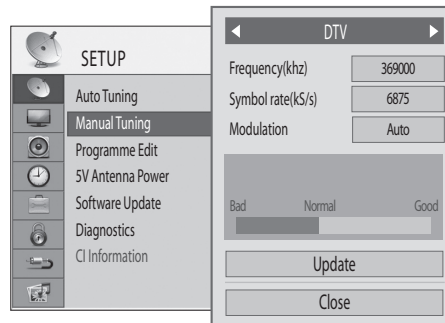 SETUP
Auto Tuning
Manual Tuning
Programme Edit
5V Antenna Power
Software Update
Diagnostics
CI Information
DTV
Frequency(khz) 369000
Symbol rate(kS/s) 6875
Modulation Auto
Bad Normal Good
Update
Close